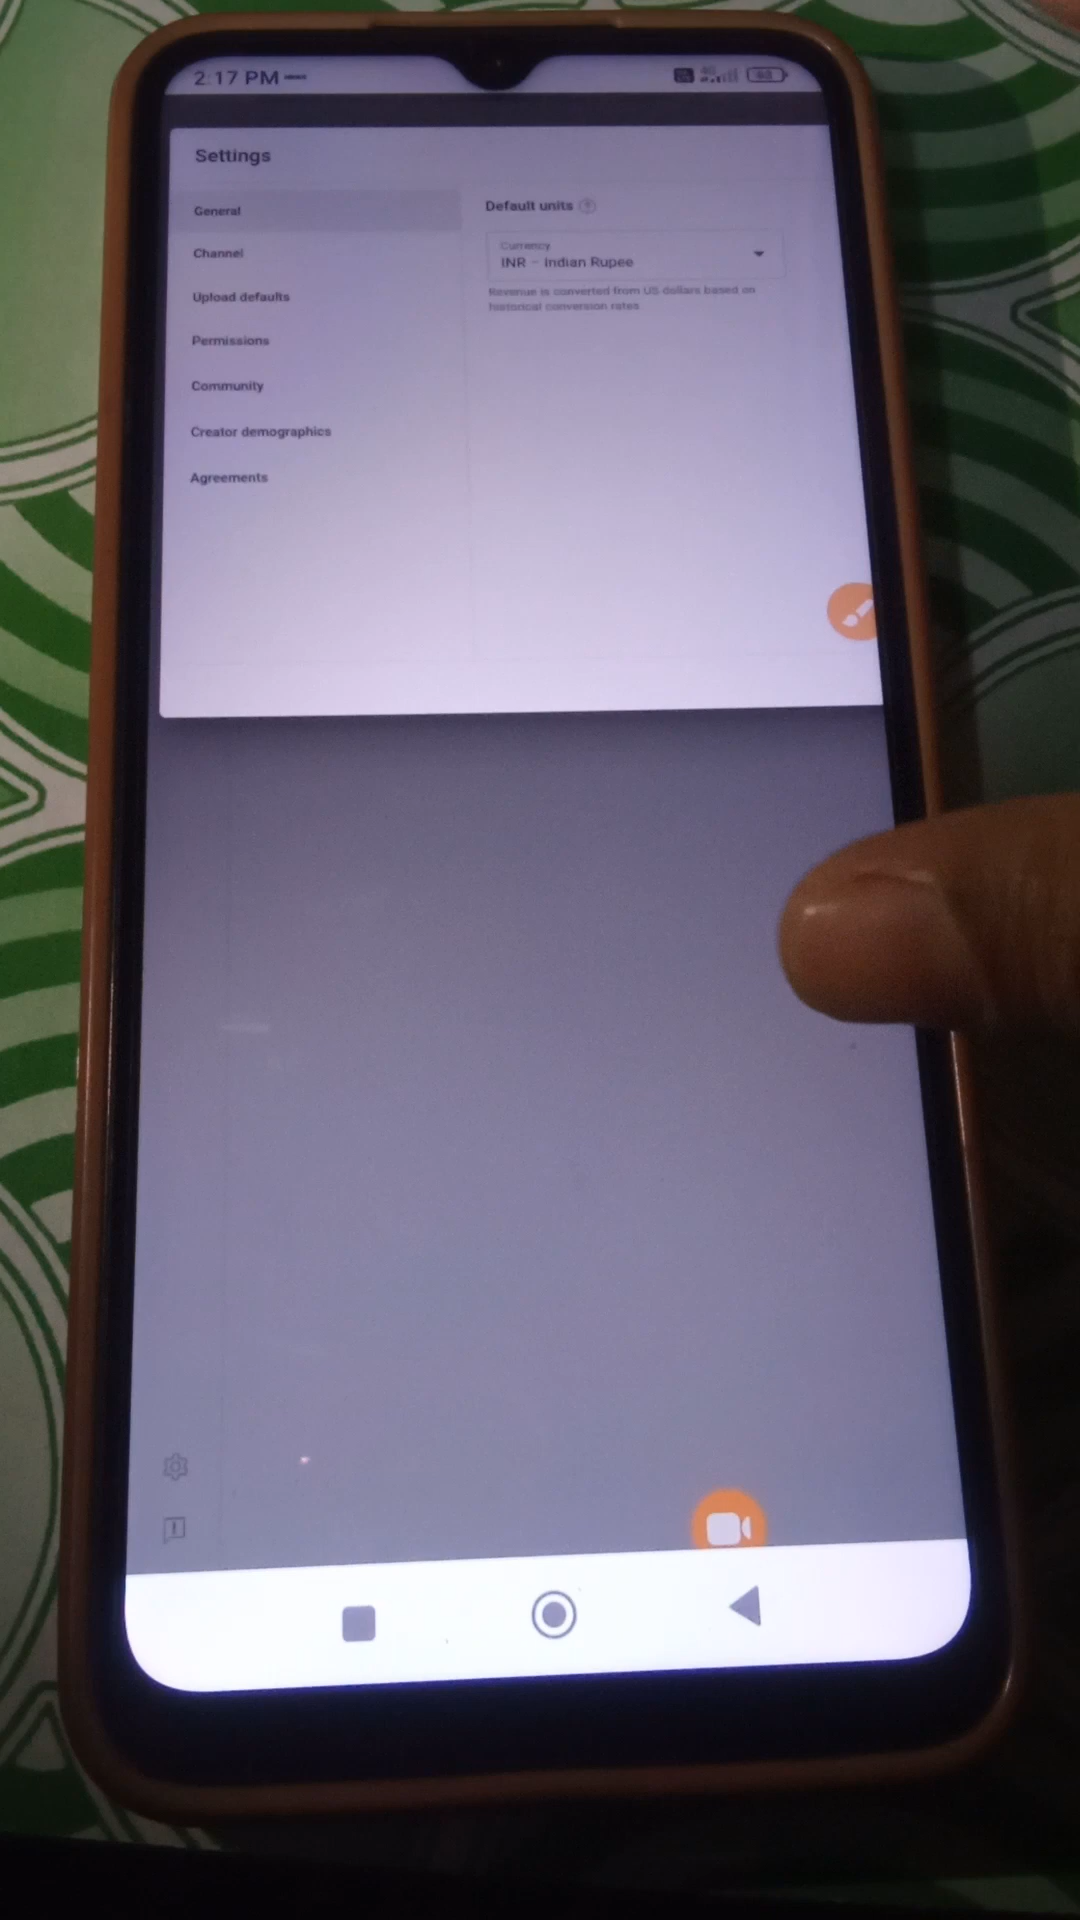 2:17 PM
Settings
General
Channel
Upload defaults
Permissions
Community
Creator demographics
Agreements
Default units
Currency
INR – Indian Rupee
Revenue is converted from US dollars based on
historical conversion rates